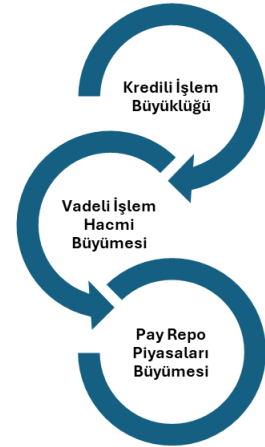 Kredili İşlem
Büyüklüğü
Vadeli İşlem
Hacmi
Büyümesi
Pay Repo
Piyasaları
Büyümesi